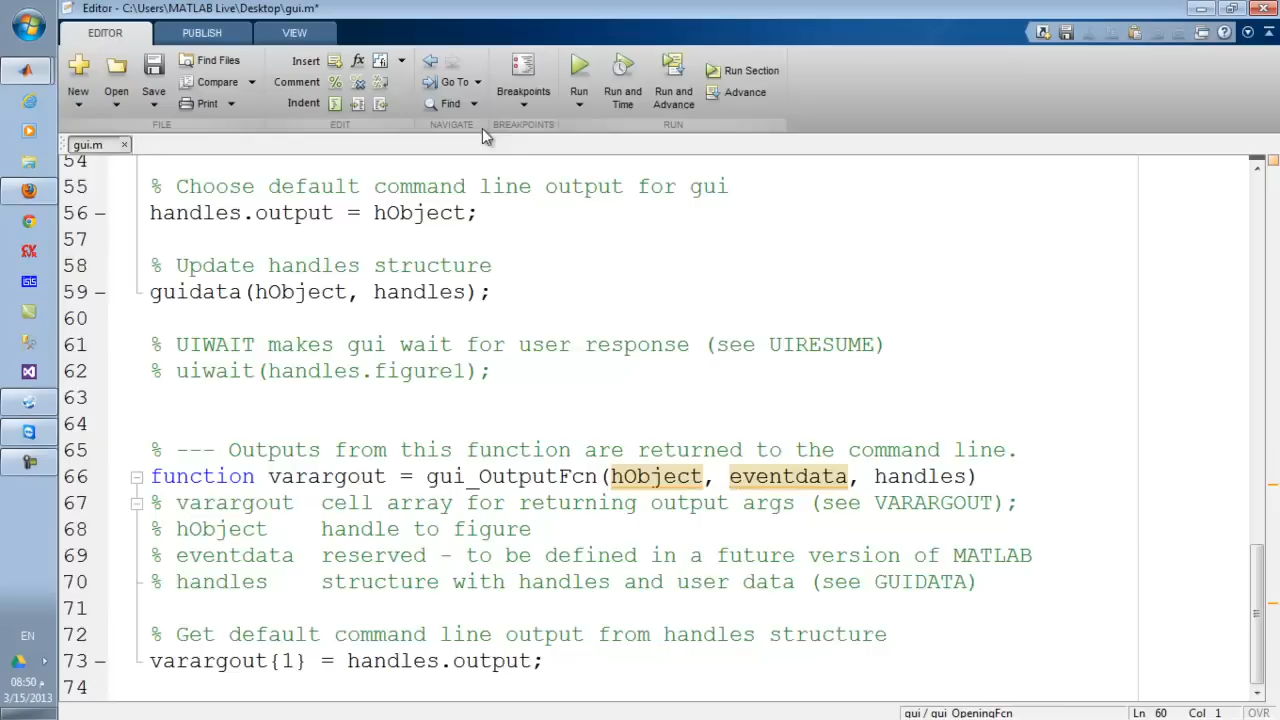 Editor - C:\Users\MATLAB Live\Desktop\gui.m*
EDITOR
PUBLISH
VIEW
New
Open
Save
Find Files
Compare
Print
FILE
Insert
fx
Comment
%
Indent
EDIT
Go To
Find
NAVIGATE
Breakpoints
BREAKPOINTS
Run
Run and
Time
Run and
Advance
Run Section
Advance
RUN
gui.m
54
55 % Choose default command line output for gui
56 – handles.output = hObject;
57
58 % Update handles structure
59 – guidata(hObject, handles);
60
61 % UIWAIT makes gui wait for user response (see UIRESUME)
62 % uiwait(handles.figure1);
63
64
65 % --- Outputs from this function are returned to the command line.
66 function varargout = gui_OutputFcn(hObject, eventdata, handles)
67 % varargout  cell array for returning output args (see VARARGOUT);
68 % hObject    handle to figure
69 % eventdata  reserved - to be defined in a future version of MATLAB
70 % handles    structure with handles and user data (see GUIDATA)
71
72 % Get default command line output from handles structure
73 – varargout{1} = handles.output;
74
gui / gui_OpeningFcn
Ln 60 Col 1 OVR
CV
AVR
ISIS
EN
08:50 م
3/15/2013